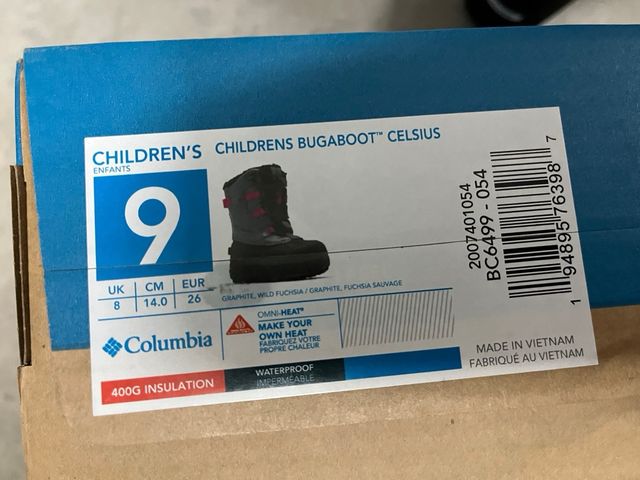 CHILDREN'S
ENFANTS
CHILDRENS BUGABOOT™ CELSIUS
9
UK CM EUR
8 14.0 26
GRAPHITE, WILD FUCHSIA / GRAPHITE, FUCHSIA SAUVAGE
2007401054
BC6499 - 054
1 94895 76398 7
Columbia
OMNI-HEAT®
MAKE YOUR
OWN HEAT
FABRIQUEZ VOTRE
PROPRE CHALEUR
400G INSULATION
WATERPROOF
IMPERMÉABLE
MADE IN VIETNAM
FABRIQUÉ AU VIETNAM